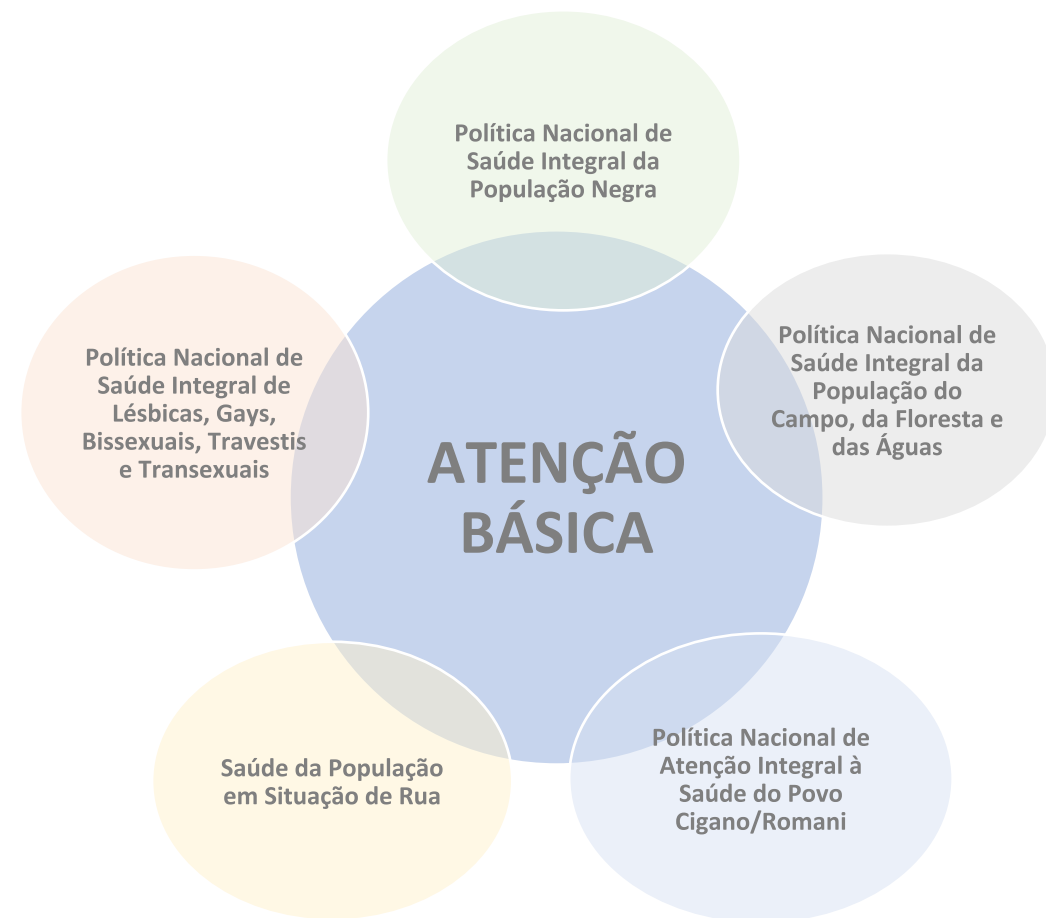 Política Nacional de
Saúde Integral da
População Negra
Política Nacional de
Saúde Integral da
População do
Campo, da Floresta e
das Águas
Política Nacional de
Saúde Integral de
Lésbicas, Gays,
Bissexuais, Travestis
e Transexuais
ATENÇÃO
BÁSICA
Política Nacional de
Atenção Integral à
Saúde do Povo
Cigano/Romani
Saúde da População
em Situação de Rua